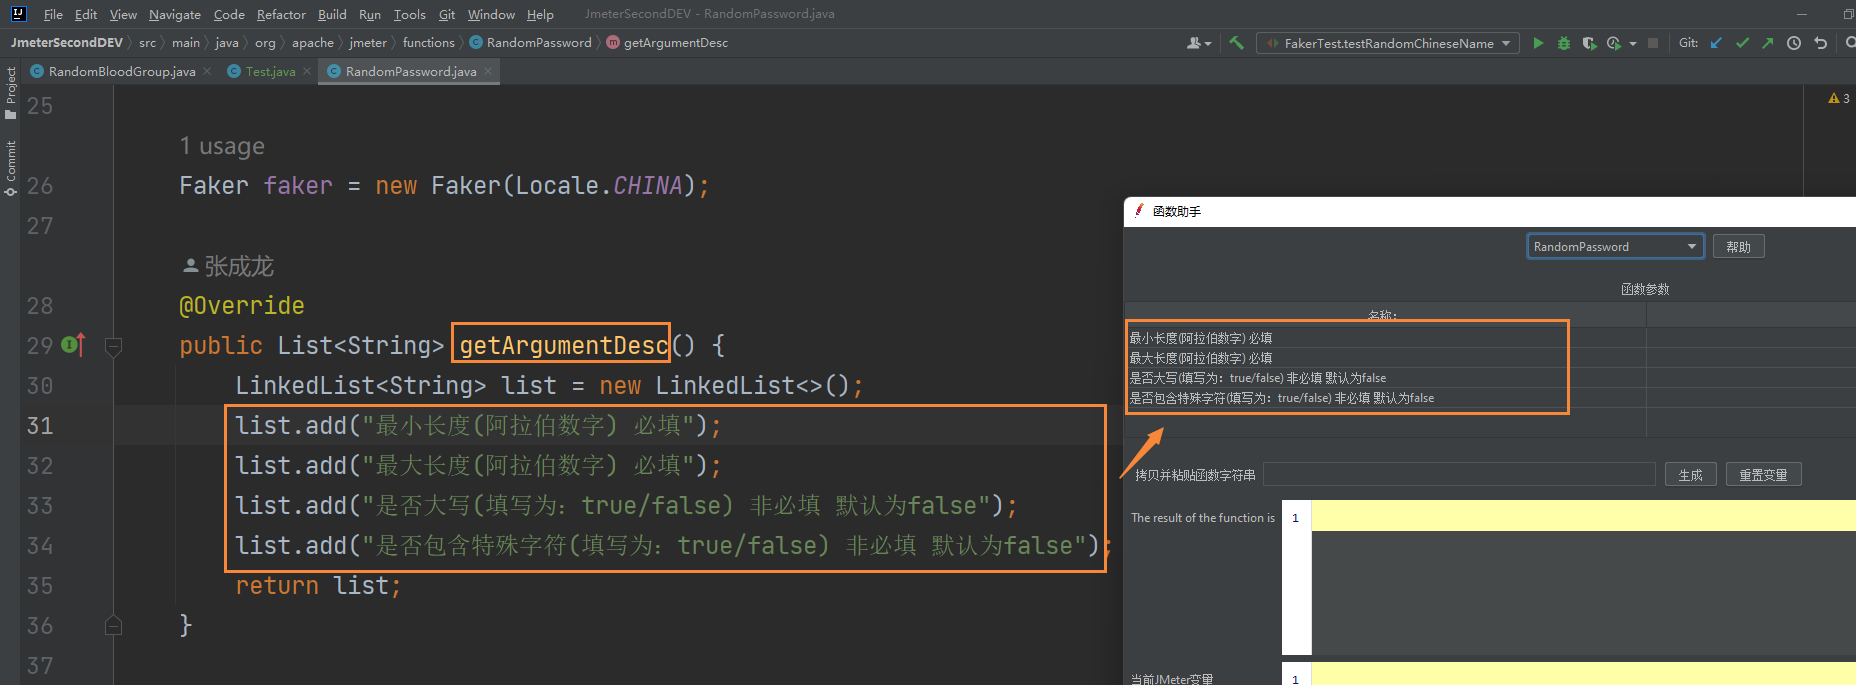 File Edit View Navigate Code Refactor Build Run Tools Git Window Help JmeterSecondDEV - RandomPassword.java
JmeterSecondDEV src main java org apache jmeter functions RandomPassword getArgumentDesc FakerTest.testRandomChineseName Git:
RandomBloodGroup.java Test.java RandomPassword.java
Project
Commit
3
25
1 usage
26 Faker faker = new Faker(Locale.CHINA);
27
张成龙
28 @Override
29 public List<String> getArgumentDesc() {
30 LinkedList<String> list = new LinkedList<>();
31 list.add("最小长度(阿拉伯数字) 必填");
32 list.add("最大长度(阿拉伯数字) 必填");
33 list.add("是否大写(填写为：true/false) 非必填 默认为false");
34 list.add("是否包含特殊字符(填写为：true/false) 非必填 默认为false");
35 return list;
36 }
37
函数助手
RandomPassword 帮助
函数参数
名称:
最小长度(阿拉伯数字) 必填
最大长度(阿拉伯数字) 必填
是否大写(填写为：true/false) 非必填 默认为false
是否包含特殊字符(填写为：true/false) 非必填 默认为false
拷贝并粘贴函数字符串 生成 重置变量
The result of the function is 1
当前JMeter变量 1